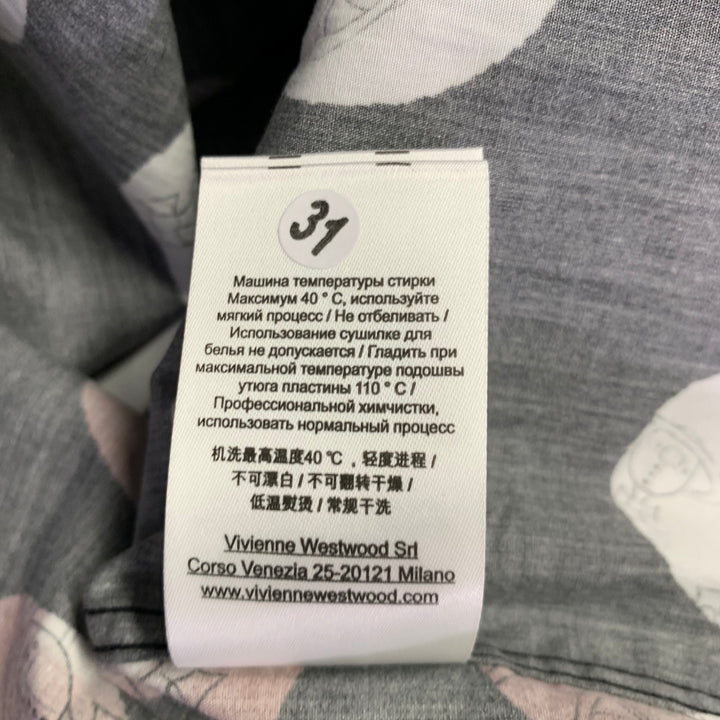 31
Машина температуры стирки
Максимум 40 ° C, используйте
мягкий процесс / Не отбеливать /
Использование сушилке для
белья не допускается / Гладить при
максимальной температуре подошвы
утюга пластины 110 ° C /
Профессиональной химчистки,
использовать нормальный процесс
机洗最高温度40 ℃ , 轻度进程 /
不可漂白 / 不可翻转干燥 /
低温熨烫 / 常规干洗
Vivienne Westwood Srl
Corso Venezia 25-20121 Milano
www.viviennewestwood.com